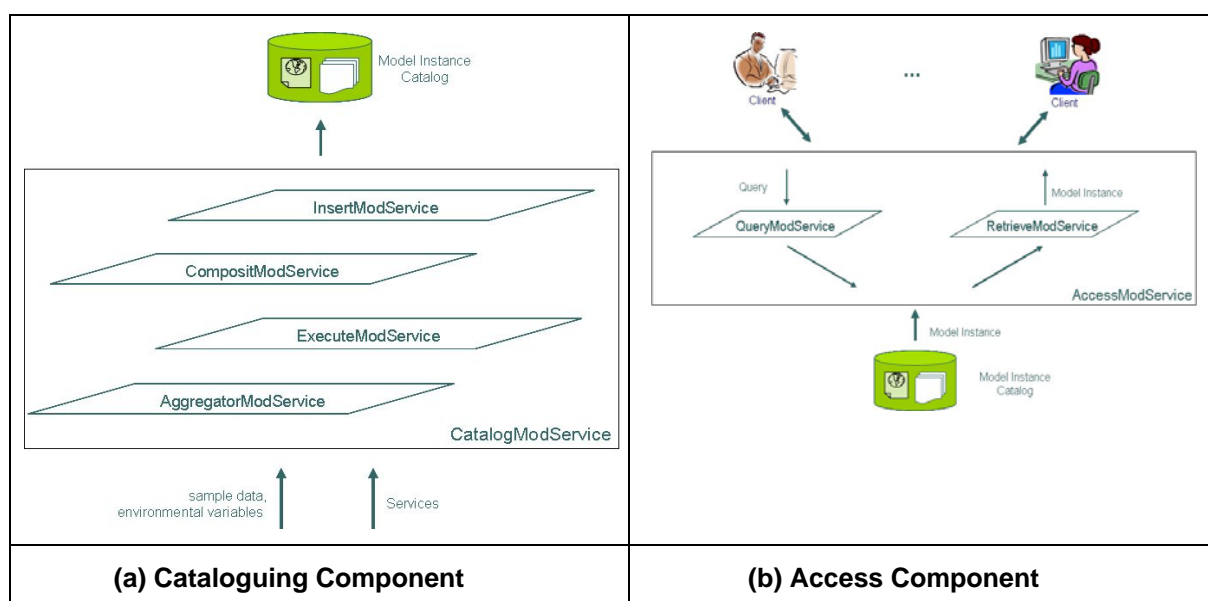 Model Instance
Catalog
InsertModService
CompositModService
ExecuteModService
AggregatorModService
CatalogModService
sample data,
environmental variables
Services
(a) Cataloguing Component
Client
...
Client
Query
Model Instance
QueryModService
RetrieveModService
AccessModService
Model Instance
Model Instance
Catalog
(b) Access Component